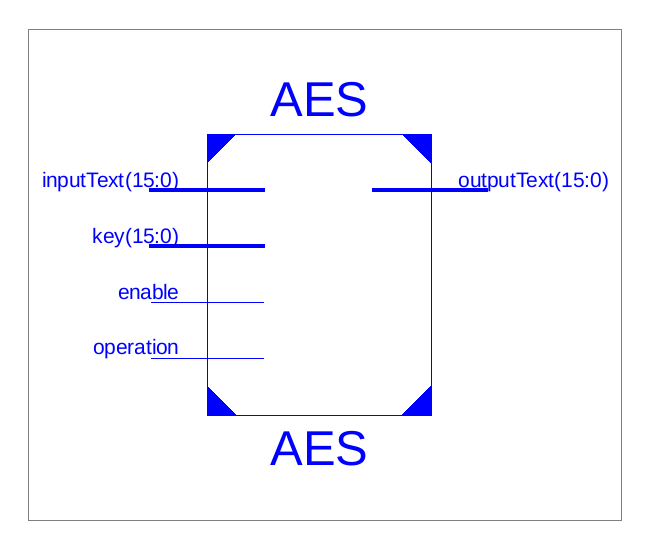 AES
inputText(15:0)
outputText(15:0)
key(15:0)
enable
operation
AES